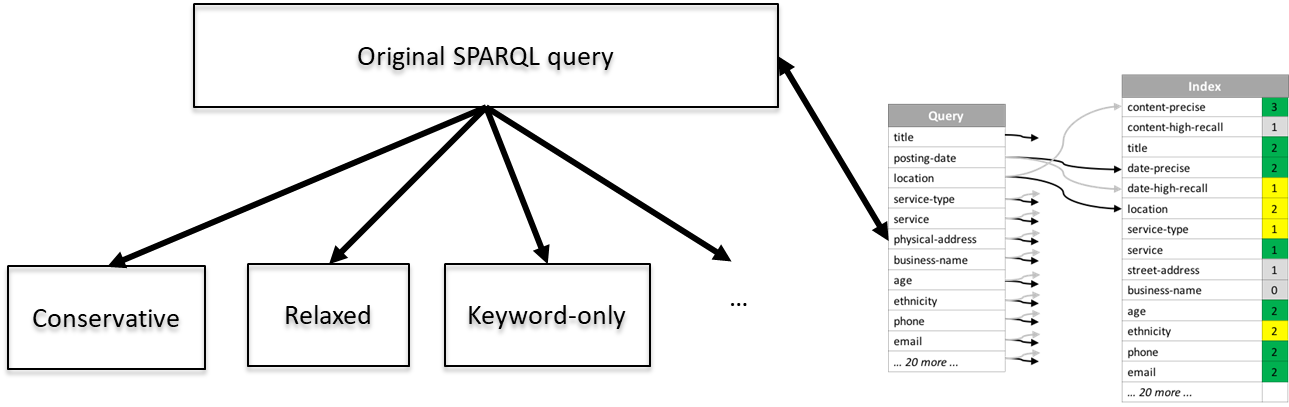 Original SPARQL query
Conservative
Relaxed
Keyword-only
...
Query
title
posting-date
location
service-type
service
physical-address
business-name
age
ethnicity
phone
email
... 20 more ...
Index
content-precise 3
content-high-recall 1
title 2
date-precise 2
date-high-recall 1
location 2
service-type 1
service 1
street-address 1
business-name 0
age 2
ethnicity 2
phone 2
email 2
... 20 more ...